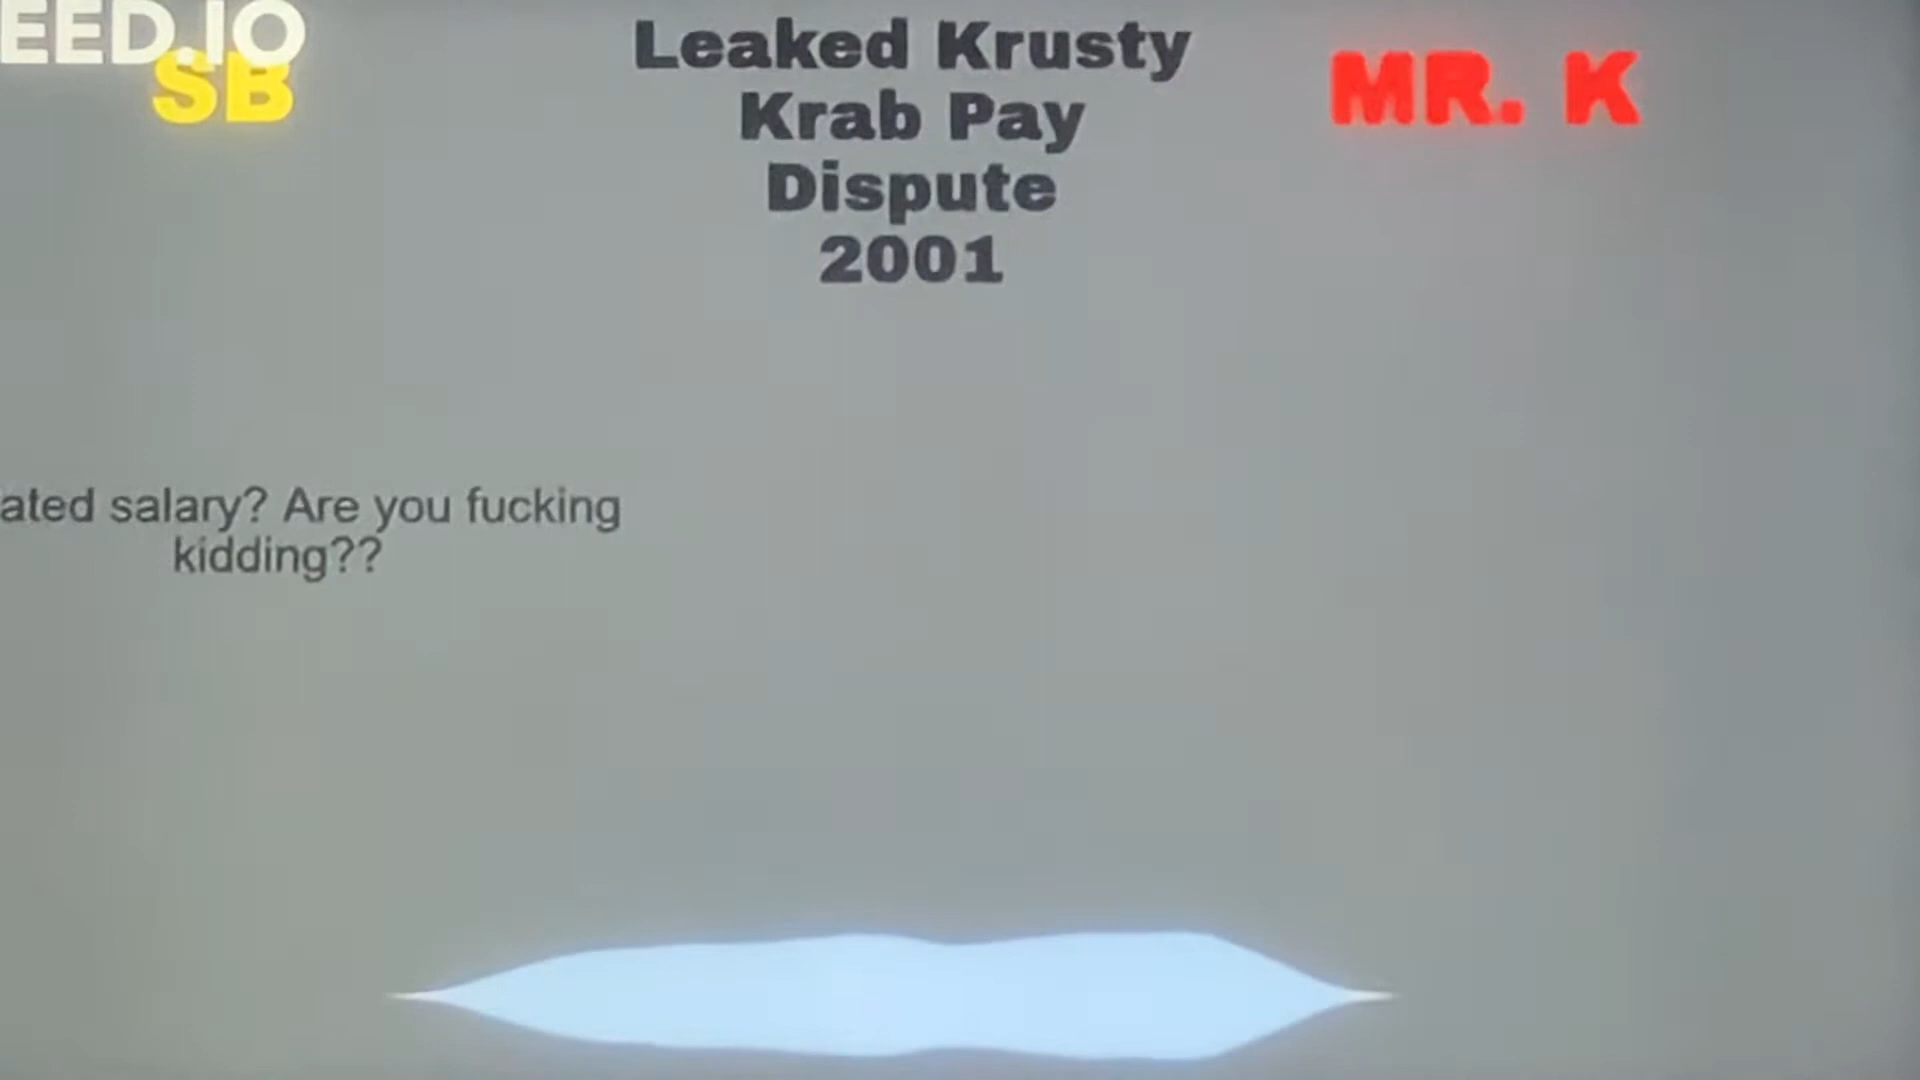 EED.IO
SB
Leaked Krusty
Krab Pay
Dispute
2001
MR. K
ated salary? Are you fucking
kidding??